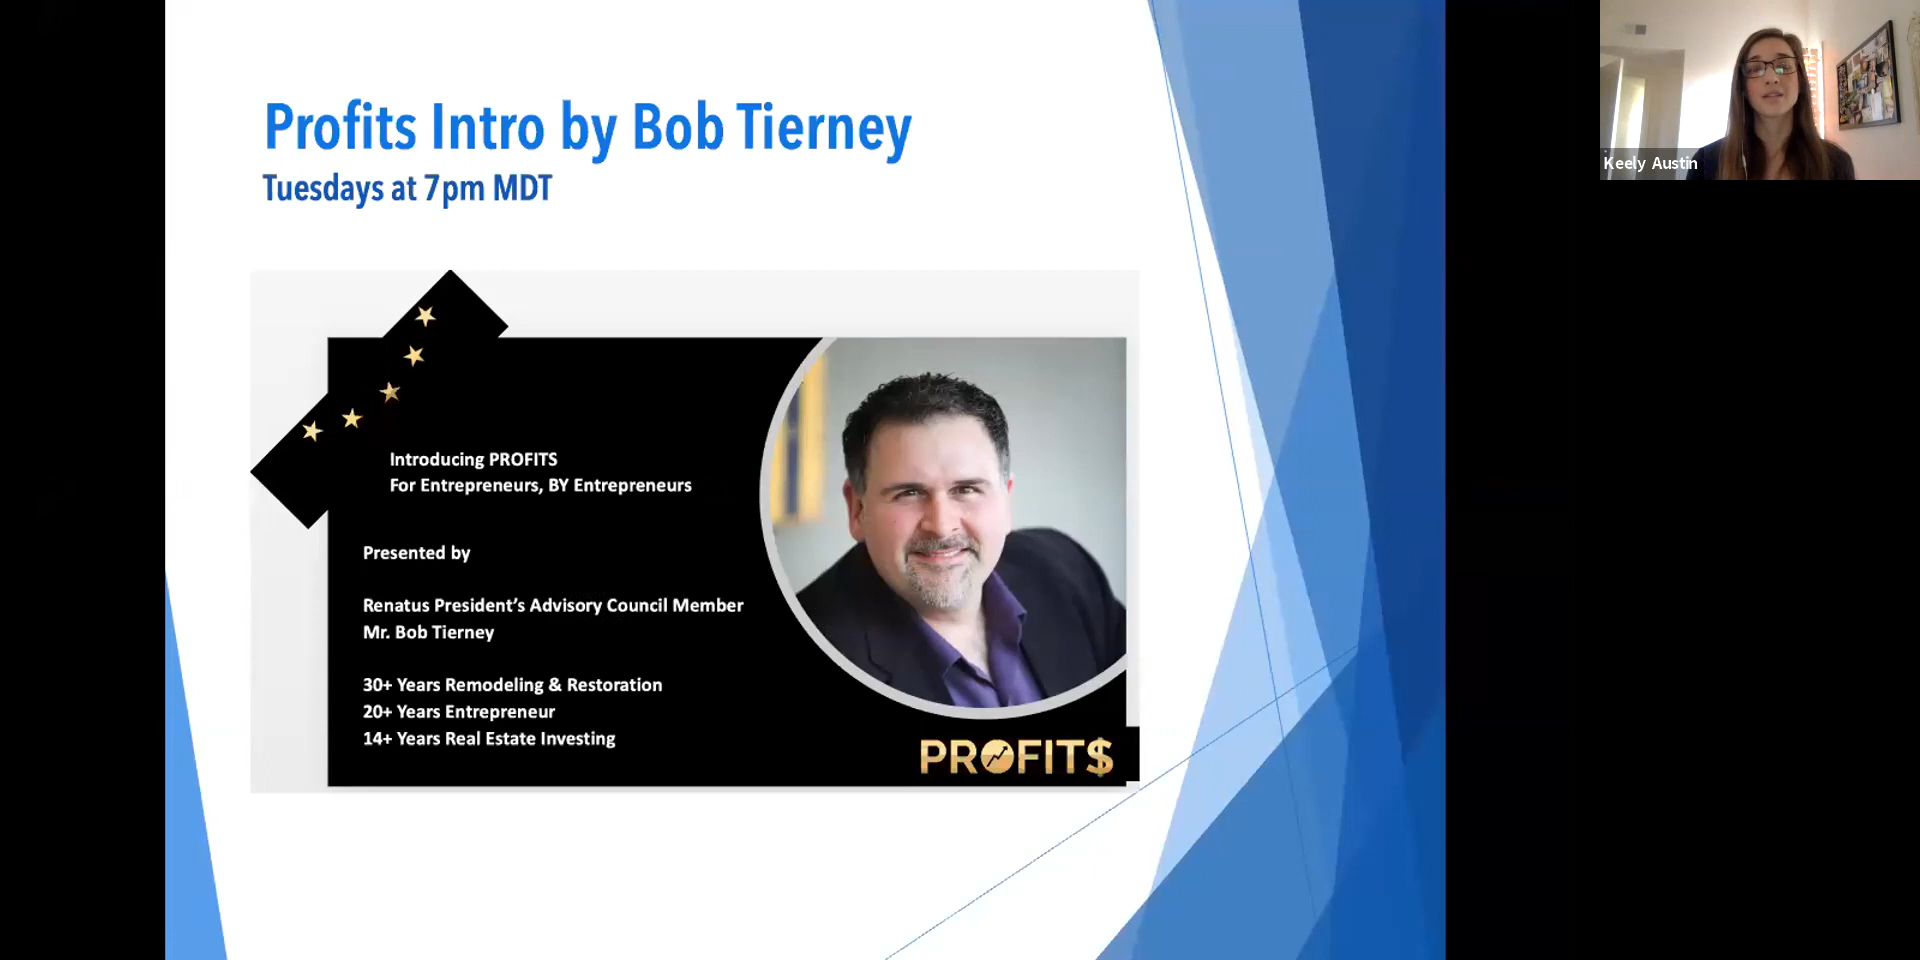 Profits Intro by Bob Tierney
Tuesdays at 7pm MDT
Introducing PROFITS
For Entrepreneurs, BY Entrepreneurs
Presented by
Renatus President's Advisory Council Member
Mr. Bob Tierney
30+ Years Remodeling & Restoration
20+ Years Entrepreneur
14+ Years Real Estate Investing
PROFIT$
Keely Austin